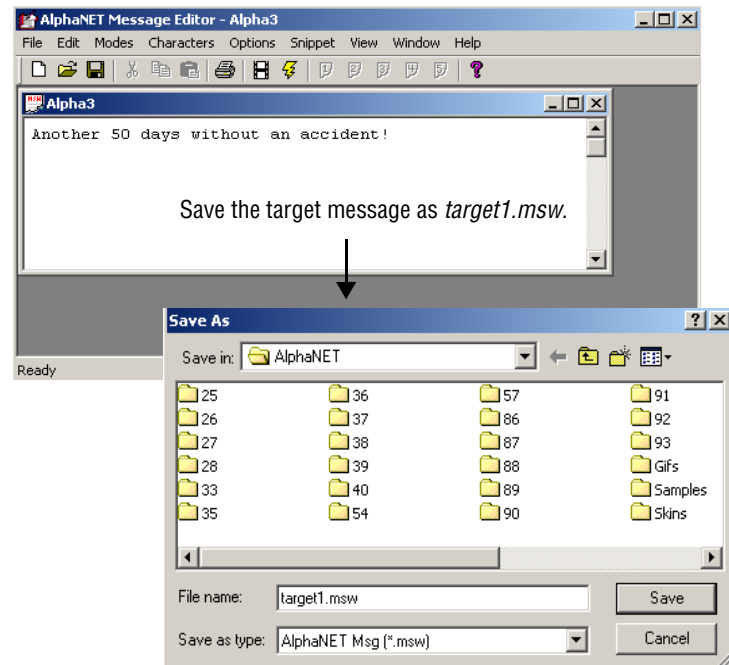 AlphaNET Message Editor - Alpha3
File Edit Modes Characters Options Snippet View Window Help
Alpha3
Another 50 days without an accident!
Save the target message as target1.msw.
Ready
Save As
Save in: AlphaNET
25 36 57 91
26 37 86 92
27 38 87 93
28 39 88 Gifs
33 40 89 Samples
35 54 90 Skins
File name: target1.msw Save
Save as type: AlphaNET Msg (*.msw) Cancel